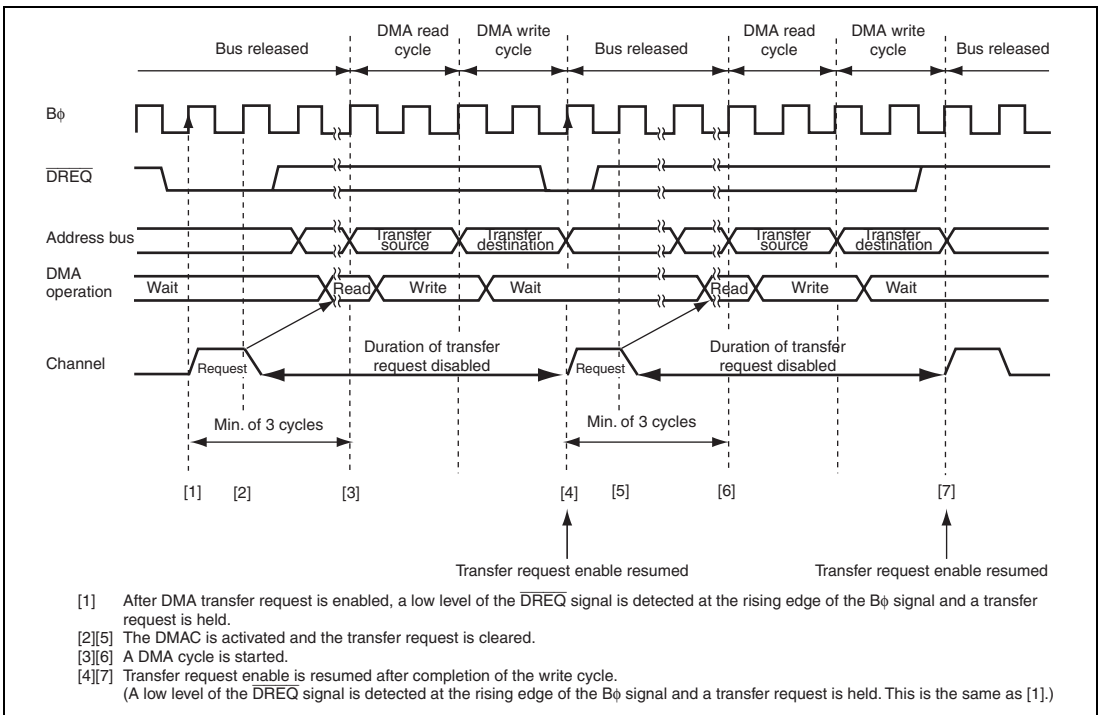 Bus released
DMA read cycle
DMA write cycle
Bus released
DMA read cycle
DMA write cycle
Bus released
Bϕ
DREQ
Address bus
Transfer source
Transfer destination
Transfer source
Transfer destination
DMA operation
Wait
Read
Write
Wait
Read
Write
Wait
Channel
Request
Duration of transfer request disabled
Request
Duration of transfer request disabled
Min. of 3 cycles
Min. of 3 cycles
[1]
[2]
[3]
[4]
[5]
[6]
[7]
Transfer request enable resumed
Transfer request enable resumed
[1] After DMA transfer request is enabled, a low level of the DREQ signal is detected at the rising edge of the Bϕ signal and a transfer
request is held.
[2][5] The DMAC is activated and the transfer request is cleared.
[3][6] A DMA cycle is started.
[4][7] Transfer request enable is resumed after completion of the write cycle.
(A low level of the DREQ signal is detected at the rising edge of the Bϕ signal and a transfer request is held. This is the same as [1].)